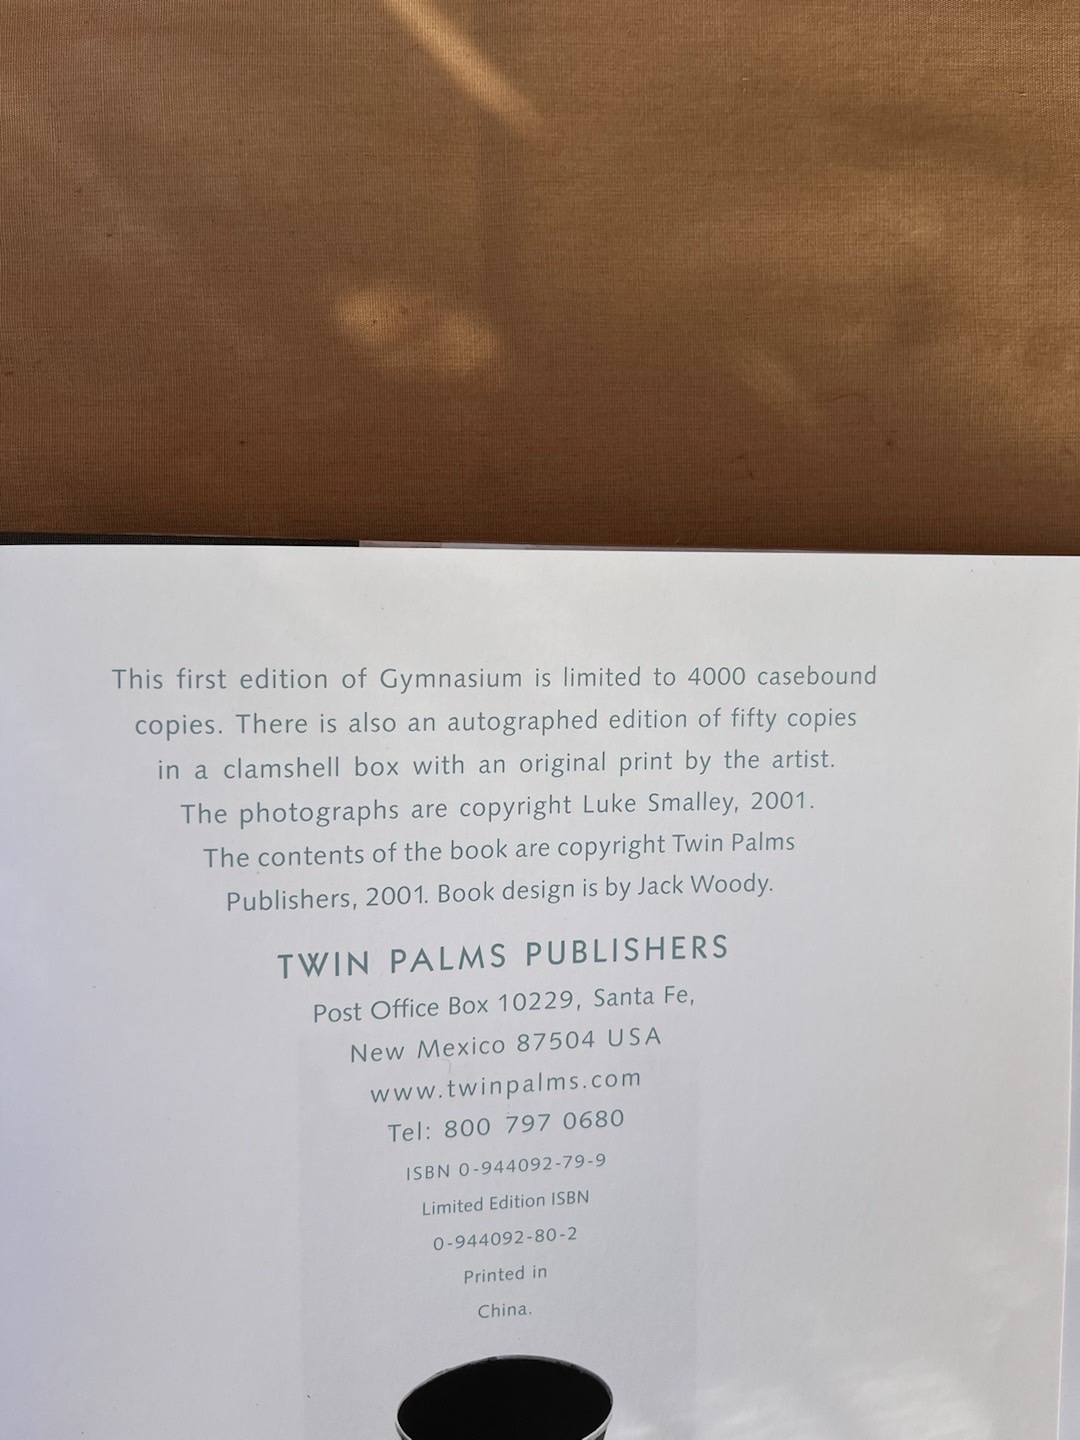 This first edition of Gymnasium is limited to 4000 casebound
copies. There is also an autographed edition of fifty copies
in a clamshell box with an original print by the artist.
The photographs are copyright Luke Smalley, 2001.
The contents of the book are copyright Twin Palms
Publishers, 2001. Book design is by Jack Woody.
TWIN PALMS PUBLISHERS
Post Office Box 10229, Santa Fe,
New Mexico 87504 USA
www.twinpalms.com
Tel: 800 797 0680
ISBN 0-944092-79-9
Limited Edition ISBN
0-944092-80-2
Printed in
China.